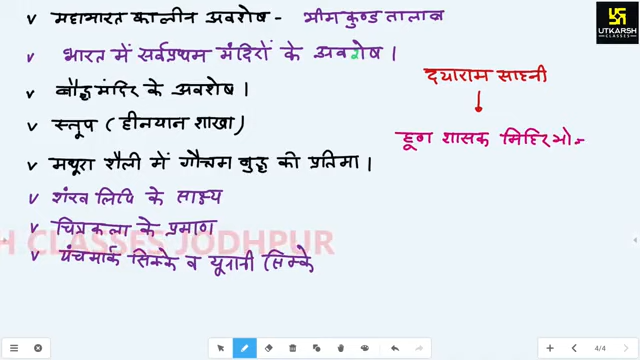 महाभारत कालीन अवशेष - भीम कुण्ड तालाब
भारत में सर्वप्रथम मंदिरों के अवशेष।
बौद्ध मंदिर के अवशेष।
स्तूप (हीनयान शाखा)
मथुरा शैली में गौत्तम बुद्ध की प्रतिमा।
शंख लिपि के साक्ष्य
चित्रकला के प्रमाण
पंचमार्क सिक्के व यूनानी सिक्के
दयाराम साहनी
हूण शासक मिहिर
UTKARSH
CLASSES
H CLASSES JODHPUR
4/4